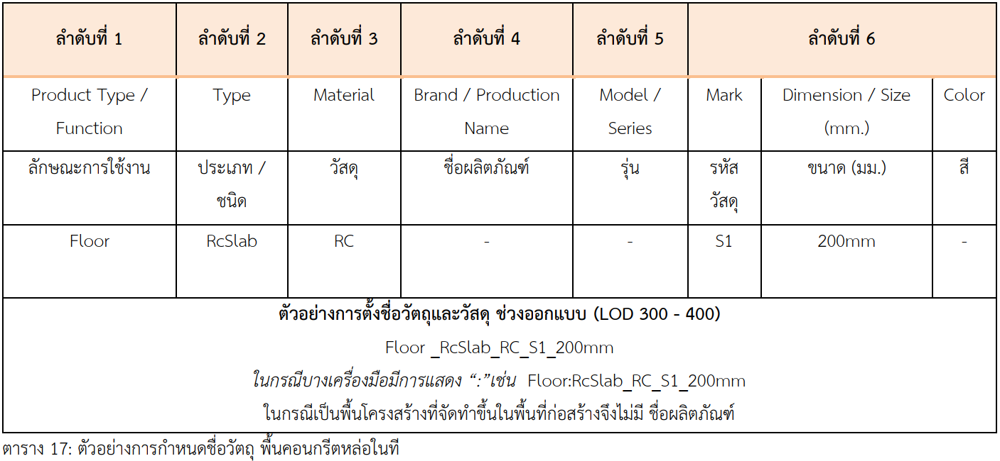 ลำดับที่ 1 ลำดับที่ 2 ลำดับที่ 3 ลำดับที่ 4 ลำดับที่ 5 ลำดับที่ 6
Product Type / Type Material Brand / Production Model / Mark Dimension / Size Color
Function Name Series (mm.)
ลักษณะการใช้งาน ประเภท / วัสดุ ชื่อผลิตภัณฑ์ รุ่น รหัส ขนาด (มม.) สี
ชนิด วัสดุ
Floor RcSlab RC - - S1 200mm -
ตัวอย่างการตั้งชื่อวัตถุและวัสดุ ช่วงออกแบบ (LOD 300 - 400)
Floor _RcSlab_RC_S1_200mm
ในกรณีบางเครื่องมือมีการแสดง “:”เช่น Floor:RcSlab_RC_S1_200mm
ในกรณีเป็นพื้นโครงสร้างที่จัดทำขึ้นในพื้นที่ก่อสร้างจึงไม่มี ชื่อผลิตภัณฑ์
ตาราง 17: ตัวอย่างการกำหนดชื่อวัตถุ พื้นคอนกรีตหล่อในที่